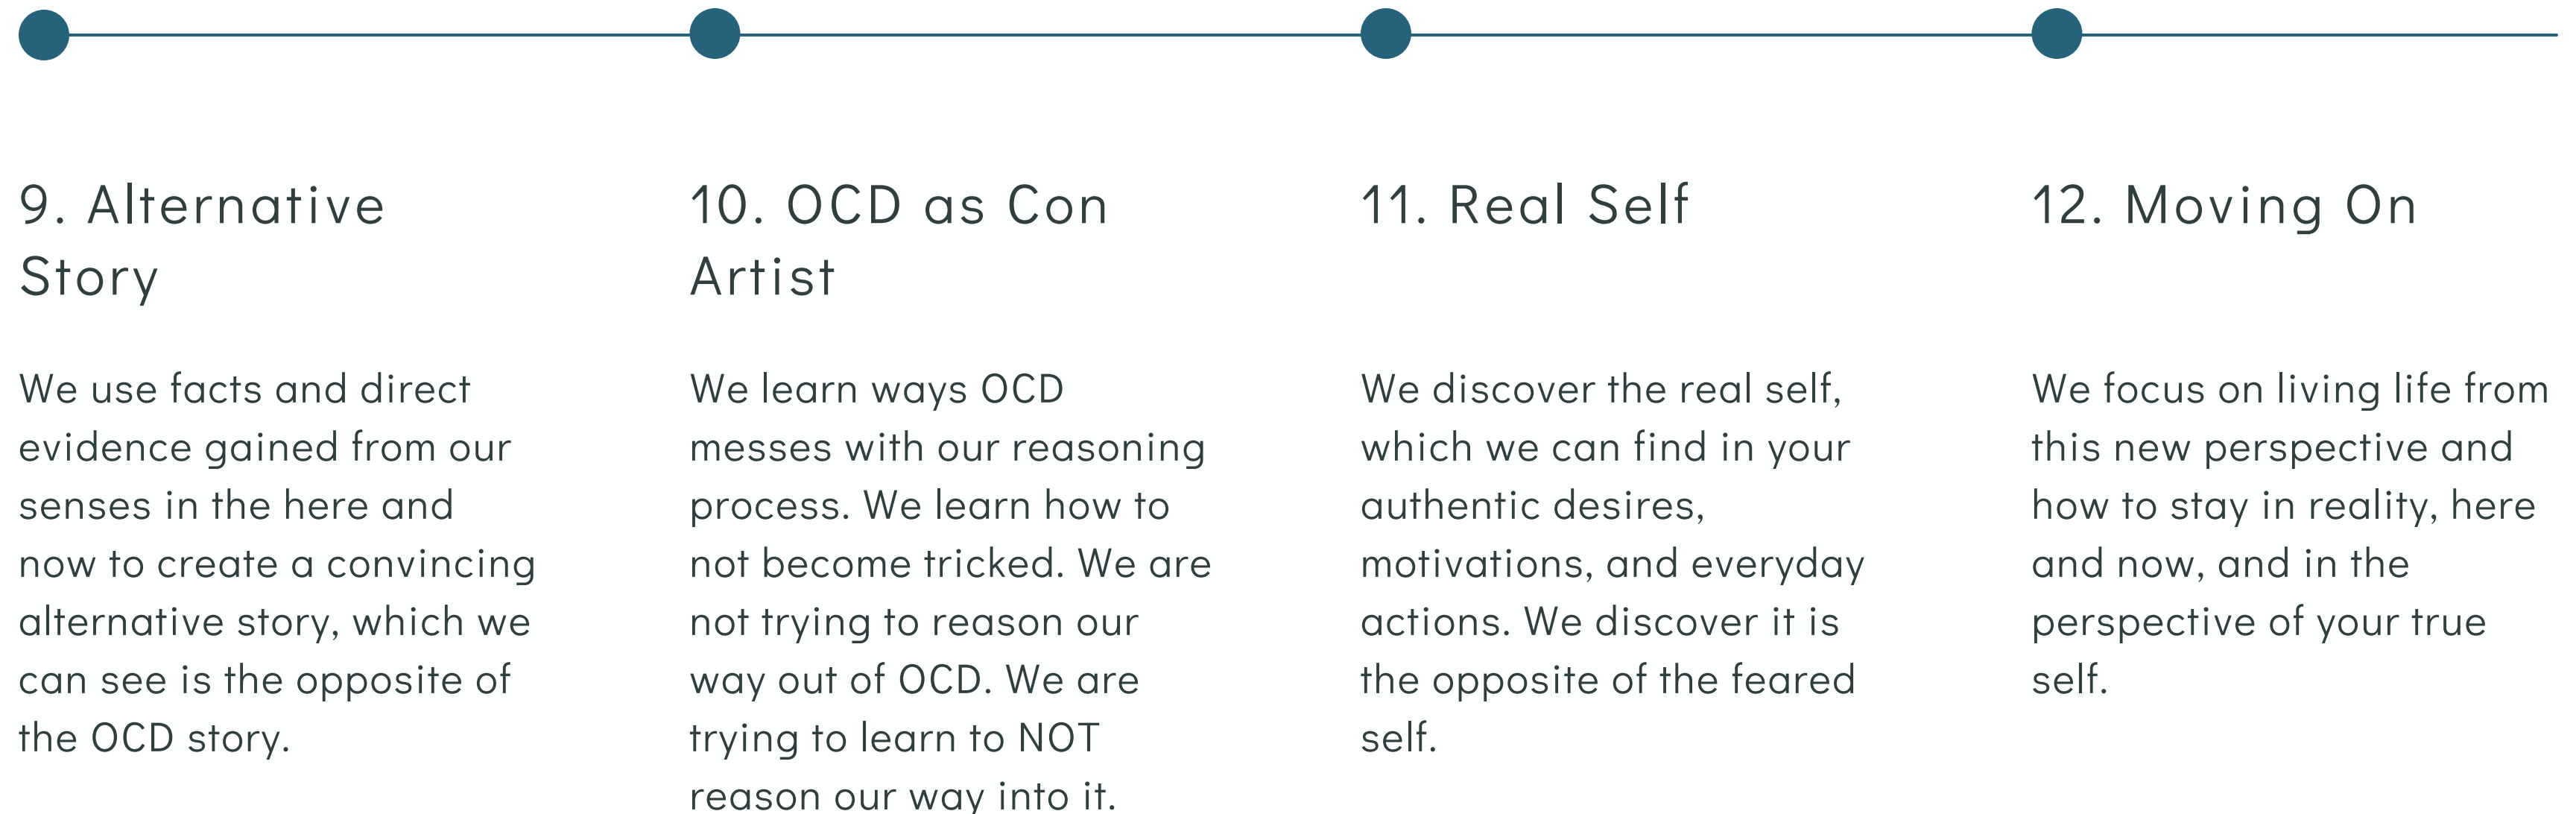 9. Alternative
Story
We use facts and direct
evidence gained from our
senses in the here and
now to create a convincing
alternative story, which we
can see is the opposite of
the OCD story.
10. OCD as Con
Artist
We learn ways OCD
messes with our reasoning
process. We learn how to
not become tricked. We are
not trying to reason our
way out of OCD. We are
trying to learn to NOT
reason our way into it.
11. Real Self
We discover the real self,
which we can find in your
authentic desires,
motivations, and everyday
actions. We discover it is
the opposite of the feared
self.
12. Moving On
We focus on living life from
this new perspective and
how to stay in reality, here
and now, and in the
perspective of your true
self.